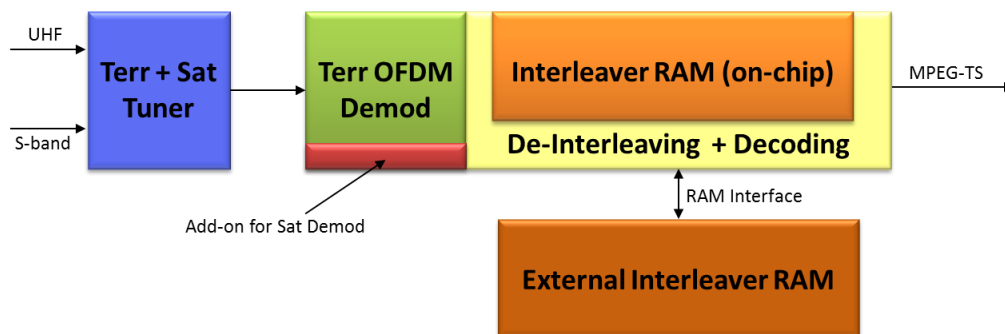 UHF
S-band
Terr + Sat
Tuner
Terr OFDM
Demod
Add-on for Sat Demod
Interleaver RAM (on-chip)
De-Interleaving + Decoding
MPEG-TS
RAM Interface
External Interleaver RAM